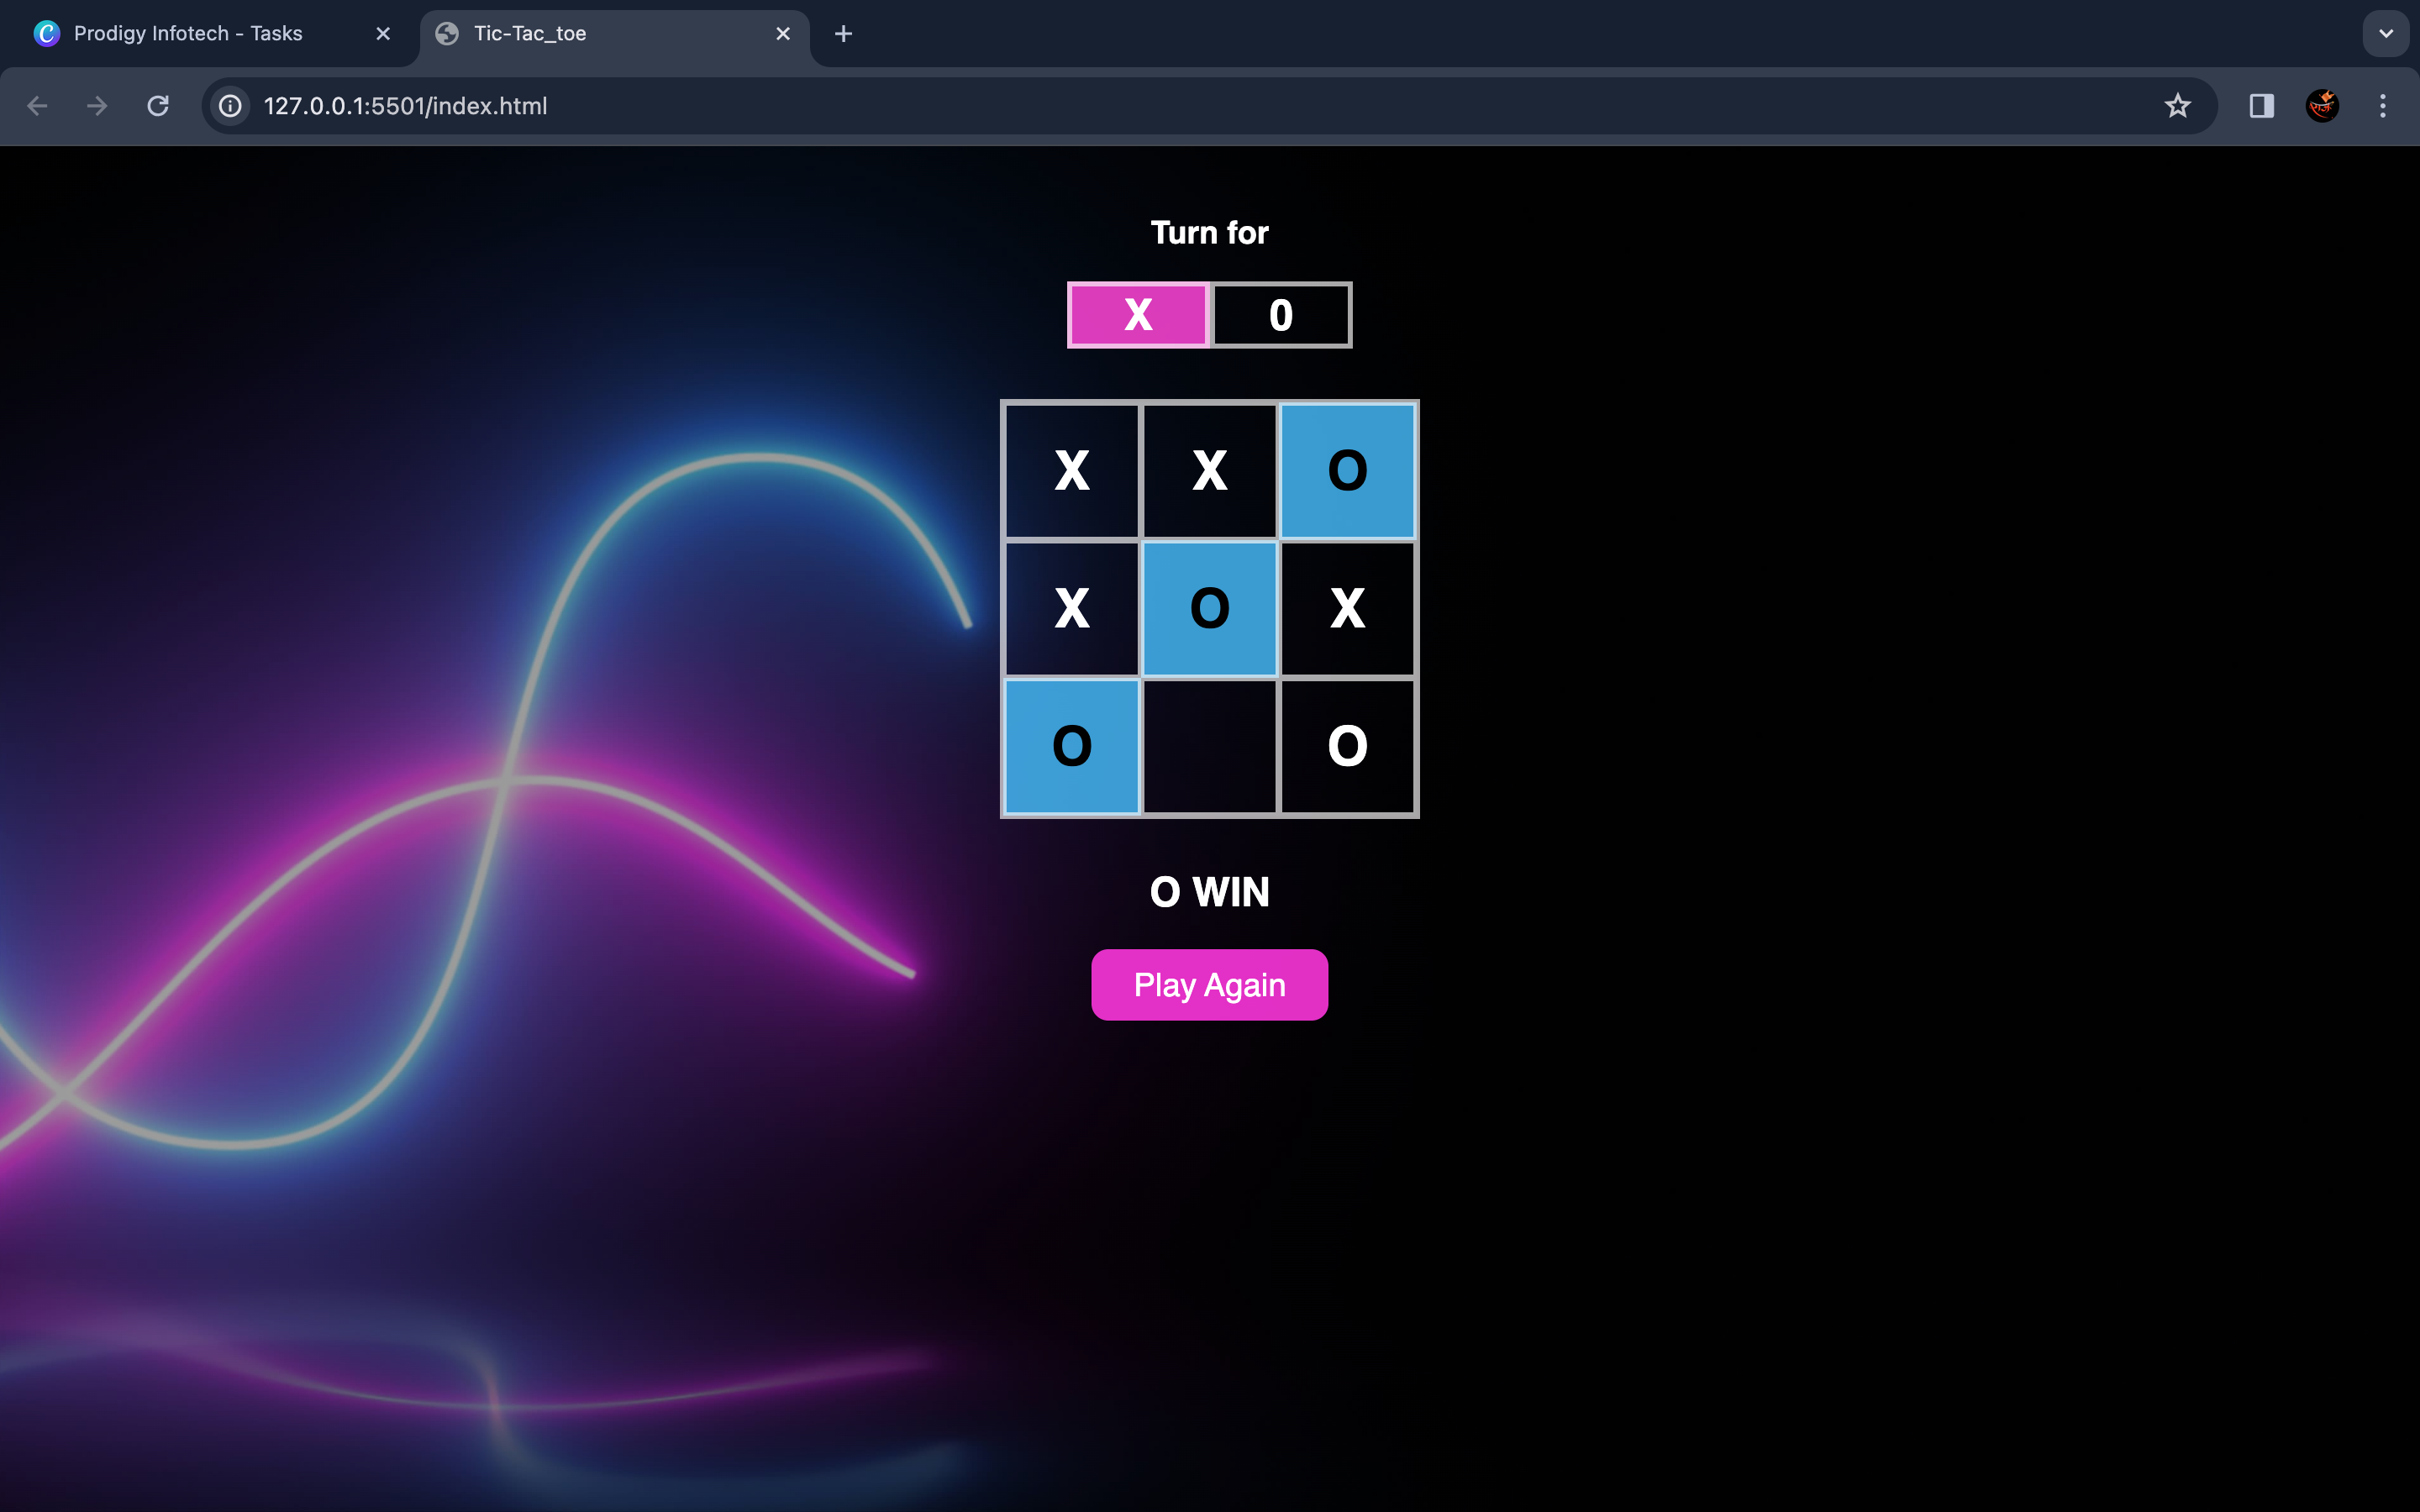 Prodigy Infotech - Tasks
Tic-Tac_toe
127.0.0.1:5501/index.html
Turn for
X 0
X X O
X O X
O O
O WIN
Play Again